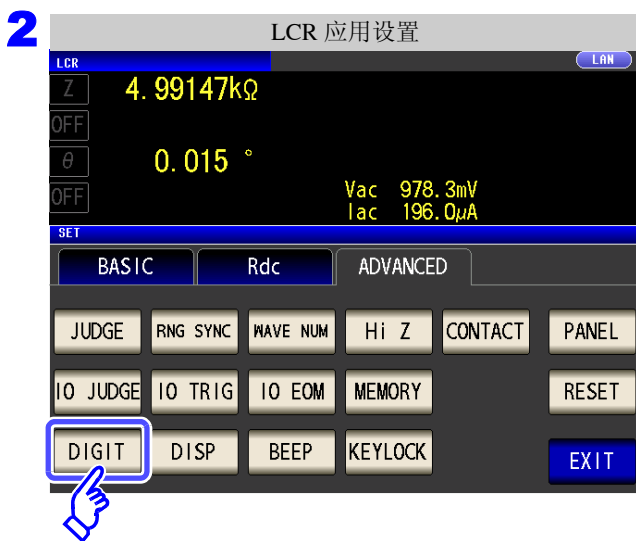 2
LCR 应用设置
LCR LAN
Z 4.99147kΩ
OFF
θ 0.015 °
OFF
Vac 978.3mV
Iac 196.0μA
SET
BASIC Rdc ADVANCED
JUDGE RNG SYNC WAVE NUM Hi Z CONTACT PANEL
IO JUDGE IO TRIG IO EOM MEMORY RESET
DIGIT DISP BEEP KEYLOCK EXIT